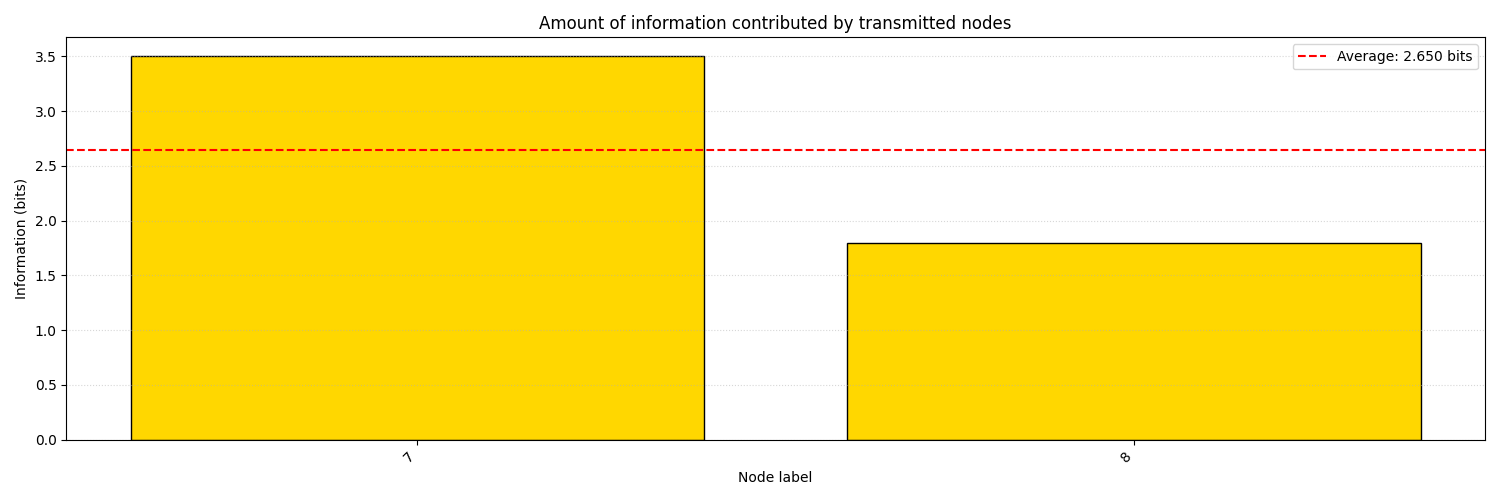 Amount of information contributed by transmitted nodes
Average: 2.650 bits
3.5
3.0
2.5
2.0
1.5
1.0
0.5
0.0
Information (bits)
7
8
Node label